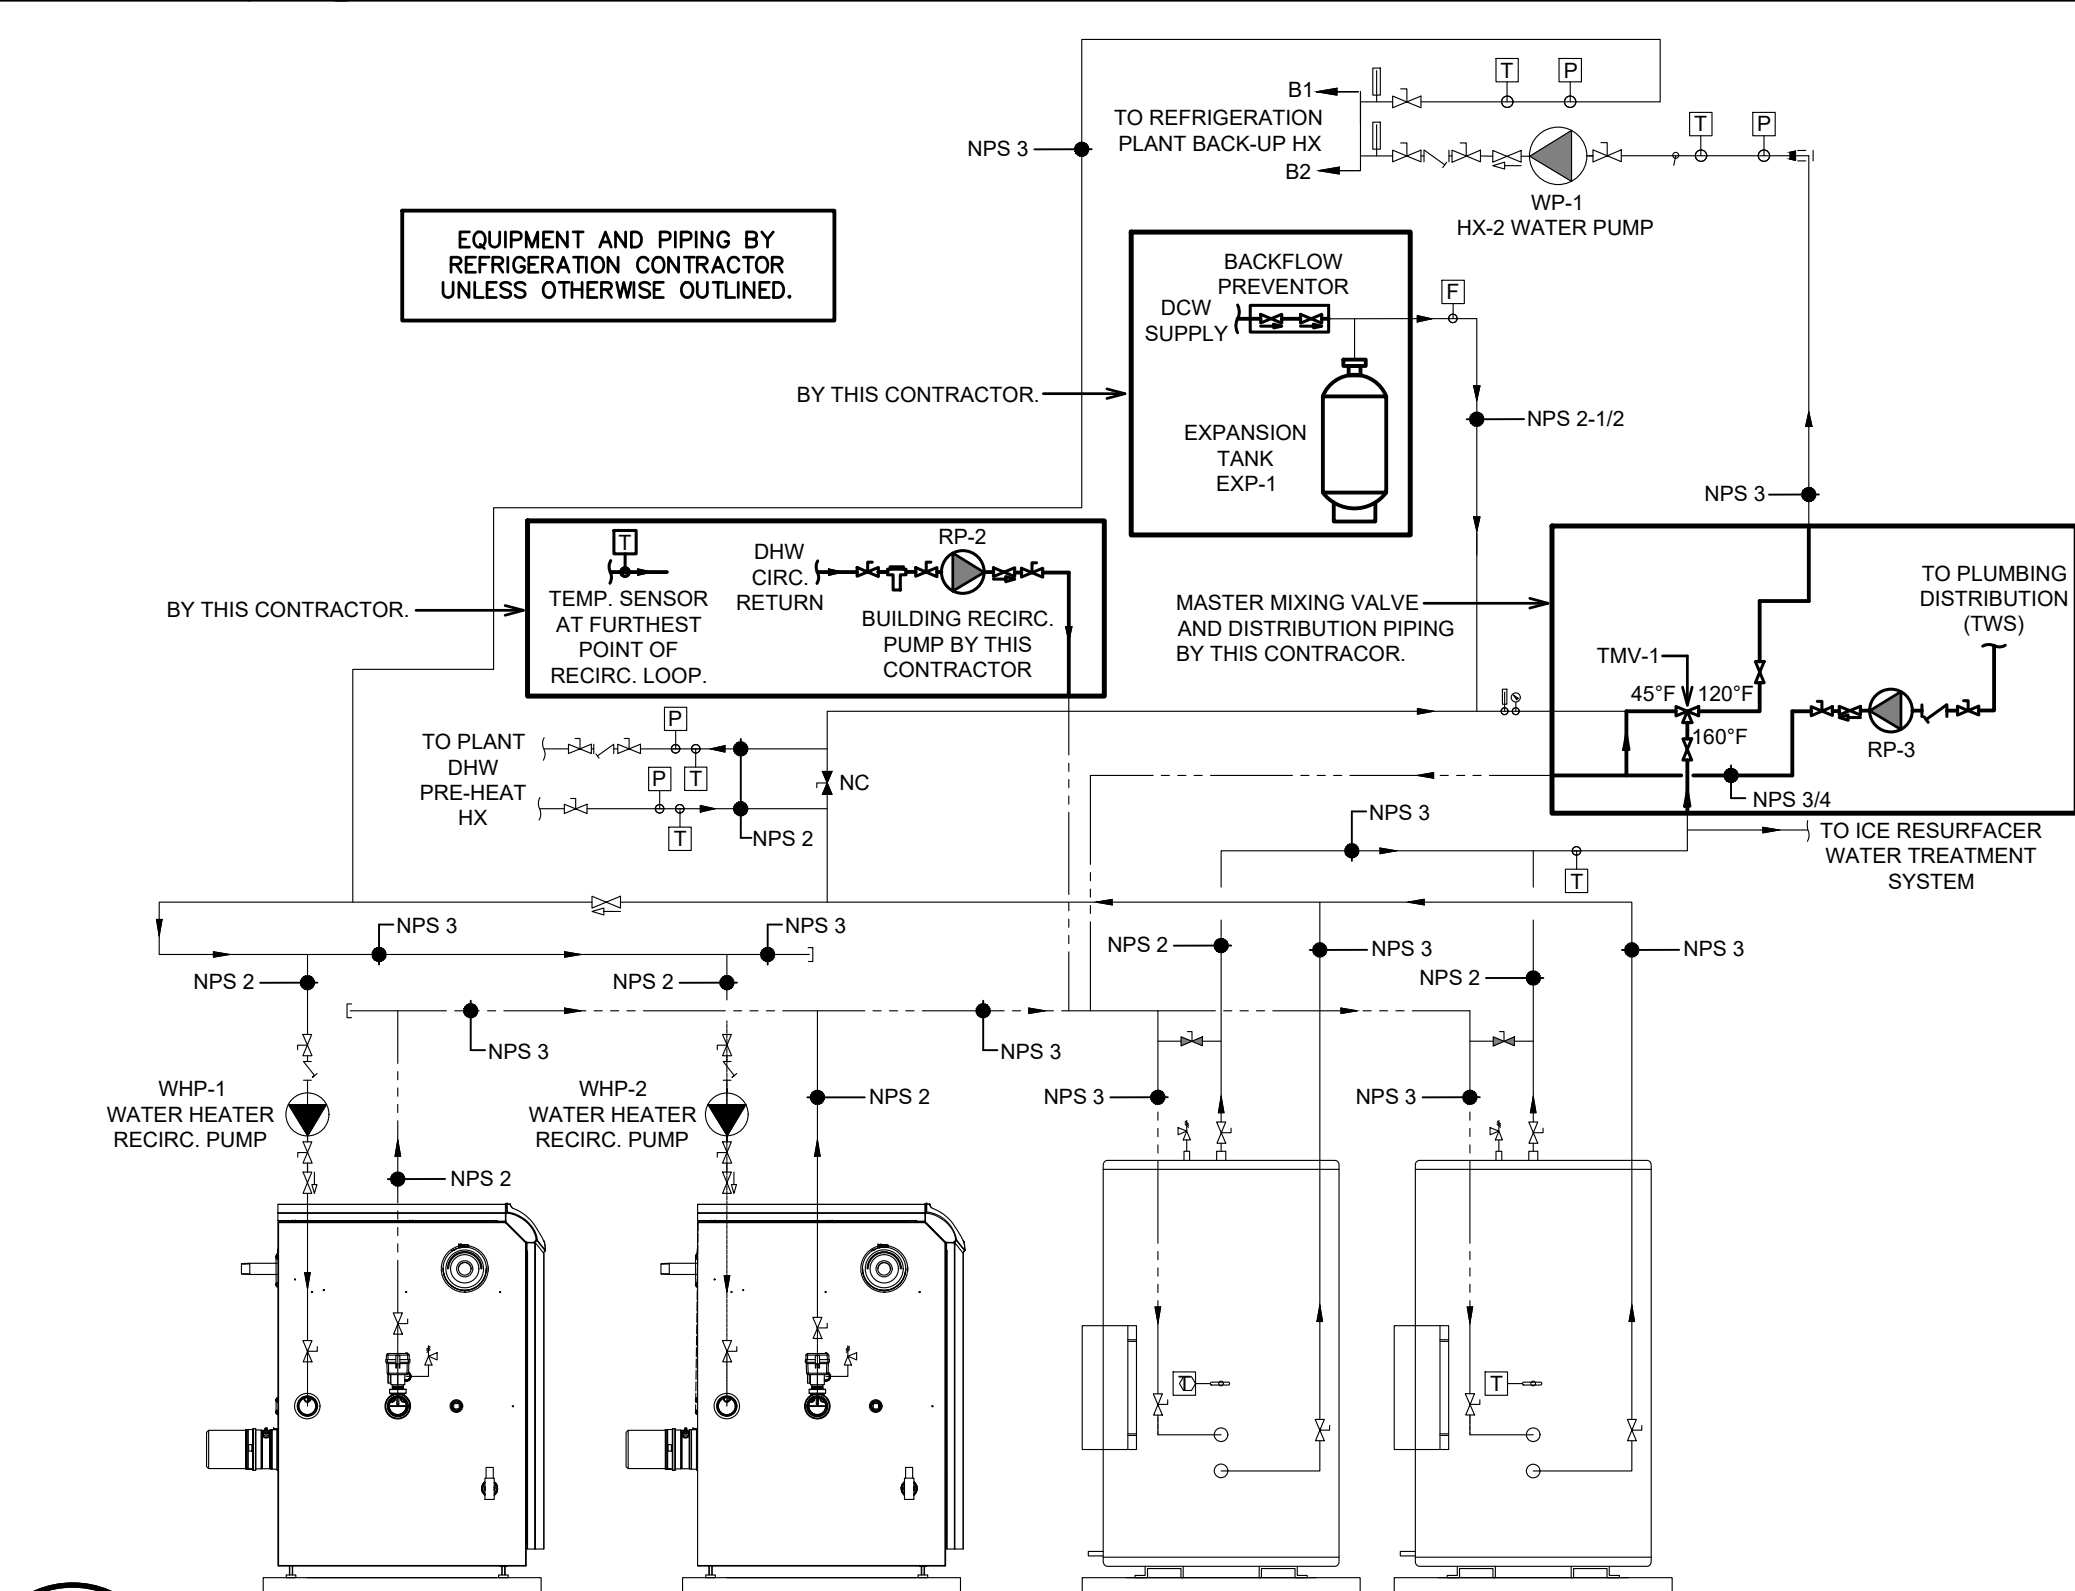 T
P
B1
TO REFRIGERATION
PLANT BACK-UP HX
B2
T
P
NPS 3
WP-1
HX-2 WATER PUMP
EQUIPMENT AND PIPING BY
REFRIGERATION CONTRACTOR
UNLESS OTHERWISE OUTLINED.
BACKFLOW
PREVENTOR
DCW
SUPPLY
F
BY THIS CONTRACTOR.
EXPANSION
TANK
EXP-1
NPS 2-1/2
NPS 3
T
TEMP. SENSOR
AT FURTHEST
POINT OF
RECIRC. LOOP.
DHW
CIRC.
RETURN
RP-2
BUILDING RECIRC.
PUMP BY THIS
CONTRACTOR
BY THIS CONTRACTOR.
MASTER MIXING VALVE
AND DISTRIBUTION PIPING
BY THIS CONTRACOR.
TO PLUMBING
DISTRIBUTION
(TWS)
TMV-1
45°F
120°F
160°F
RP-3
NPS 3/4
TO PLANT
DHW
PRE-HEAT
HX
P
T
P
T
NC
NPS 2
NPS 3
T
TO ICE RESURFACER
WATER TREATMENT
SYSTEM
NPS 3
NPS 3
NPS 2
NPS 3
NPS 3
NPS 2
NPS 2
NPS 2
NPS 3
NPS 3
WHP-1
WATER HEATER
RECIRC. PUMP
WHP-2
WATER HEATER
RECIRC. PUMP
NPS 2
NPS 3
NPS 3
NPS 2
T
T